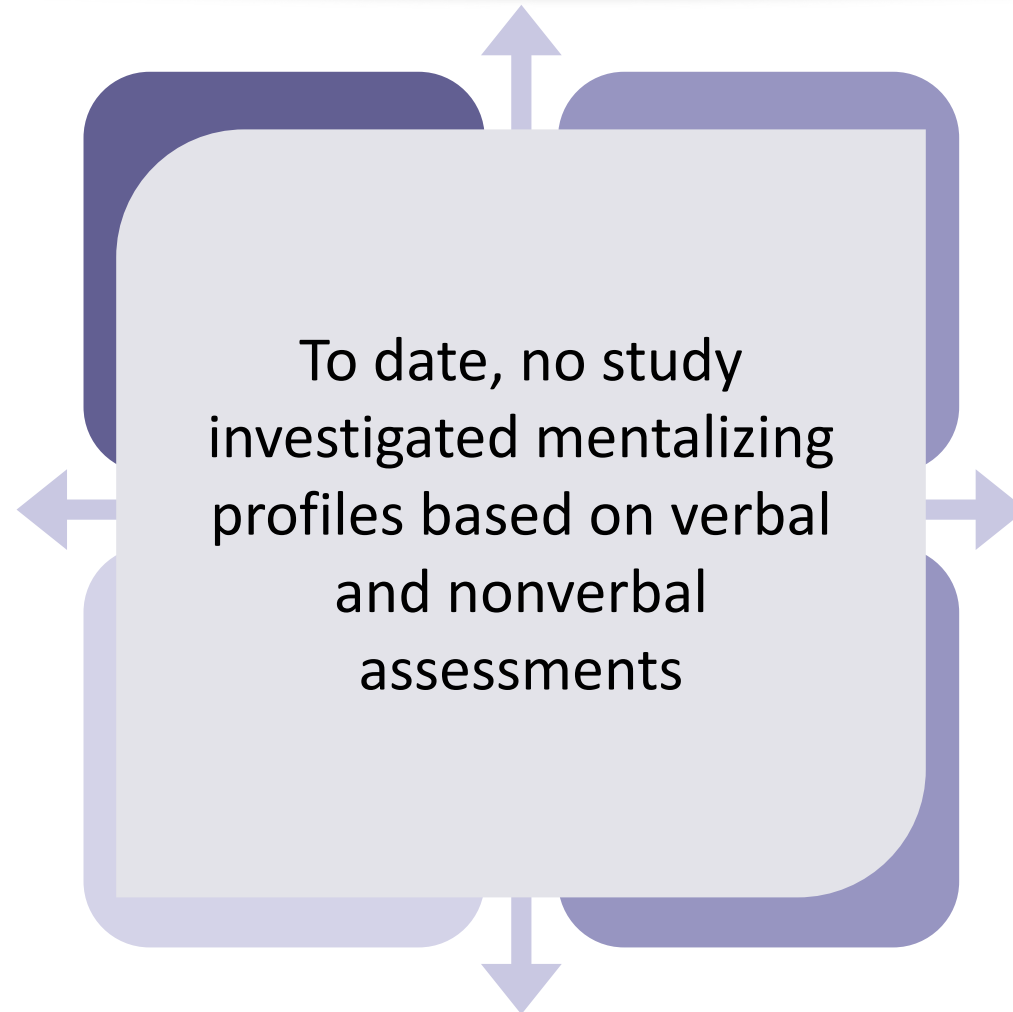 To date, no study
investigated mentalizing
profiles based on verbal
and nonverbal
assessments